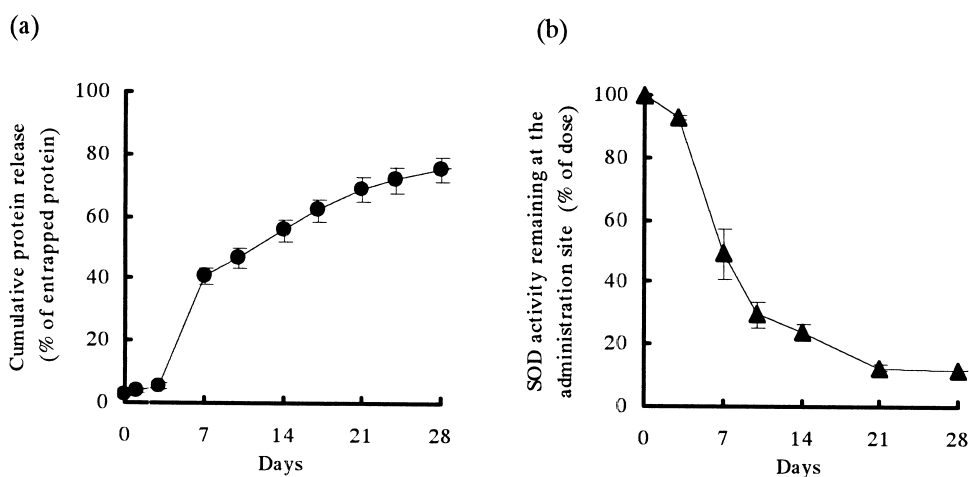 (a)
Cumulative protein release
(% of entrapped protein)
100
80
60
40
20
0
0 7 14 21 28
Days
(b)
SOD activity remaining at the
administration site (% of dose)
100
80
60
40
20
0
0 7 14 21 28
Days